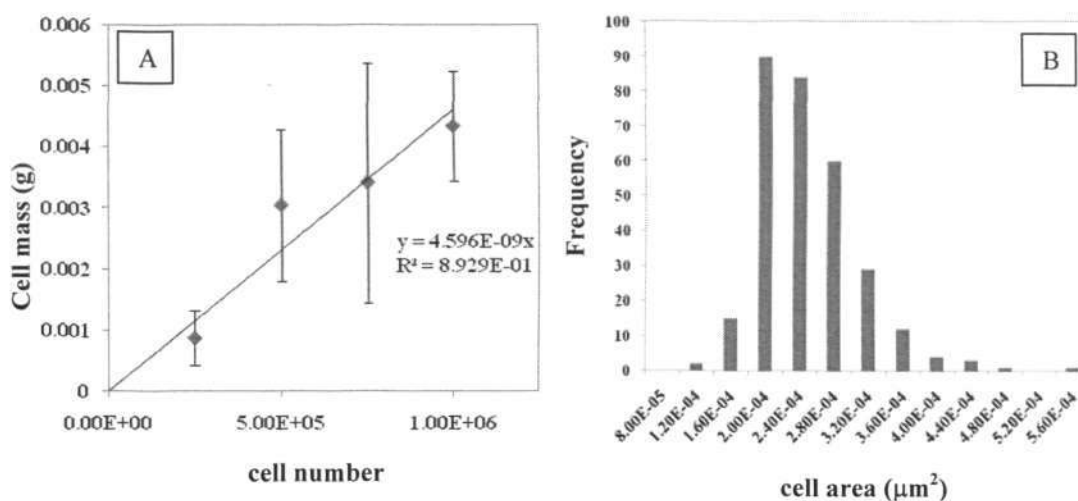 A
0.006
0.005
0.004
0.003
0.002
0.001
0
Cell mass (g)
y = 4.596E-09x
R² = 8.929E-01
0.00E+00 5.00E+05 1.00E+06
cell number
B
100
90
80
70
60
50
40
30
20
10
0
Frequency
8.00E-05
1.20E-04
1.60E-04
2.00E-04
2.40E-04
2.80E-04
3.20E-04
3.60E-04
4.00E-04
4.40E-04
4.80E-04
5.20E-04
5.60E-04
cell area (μm²)